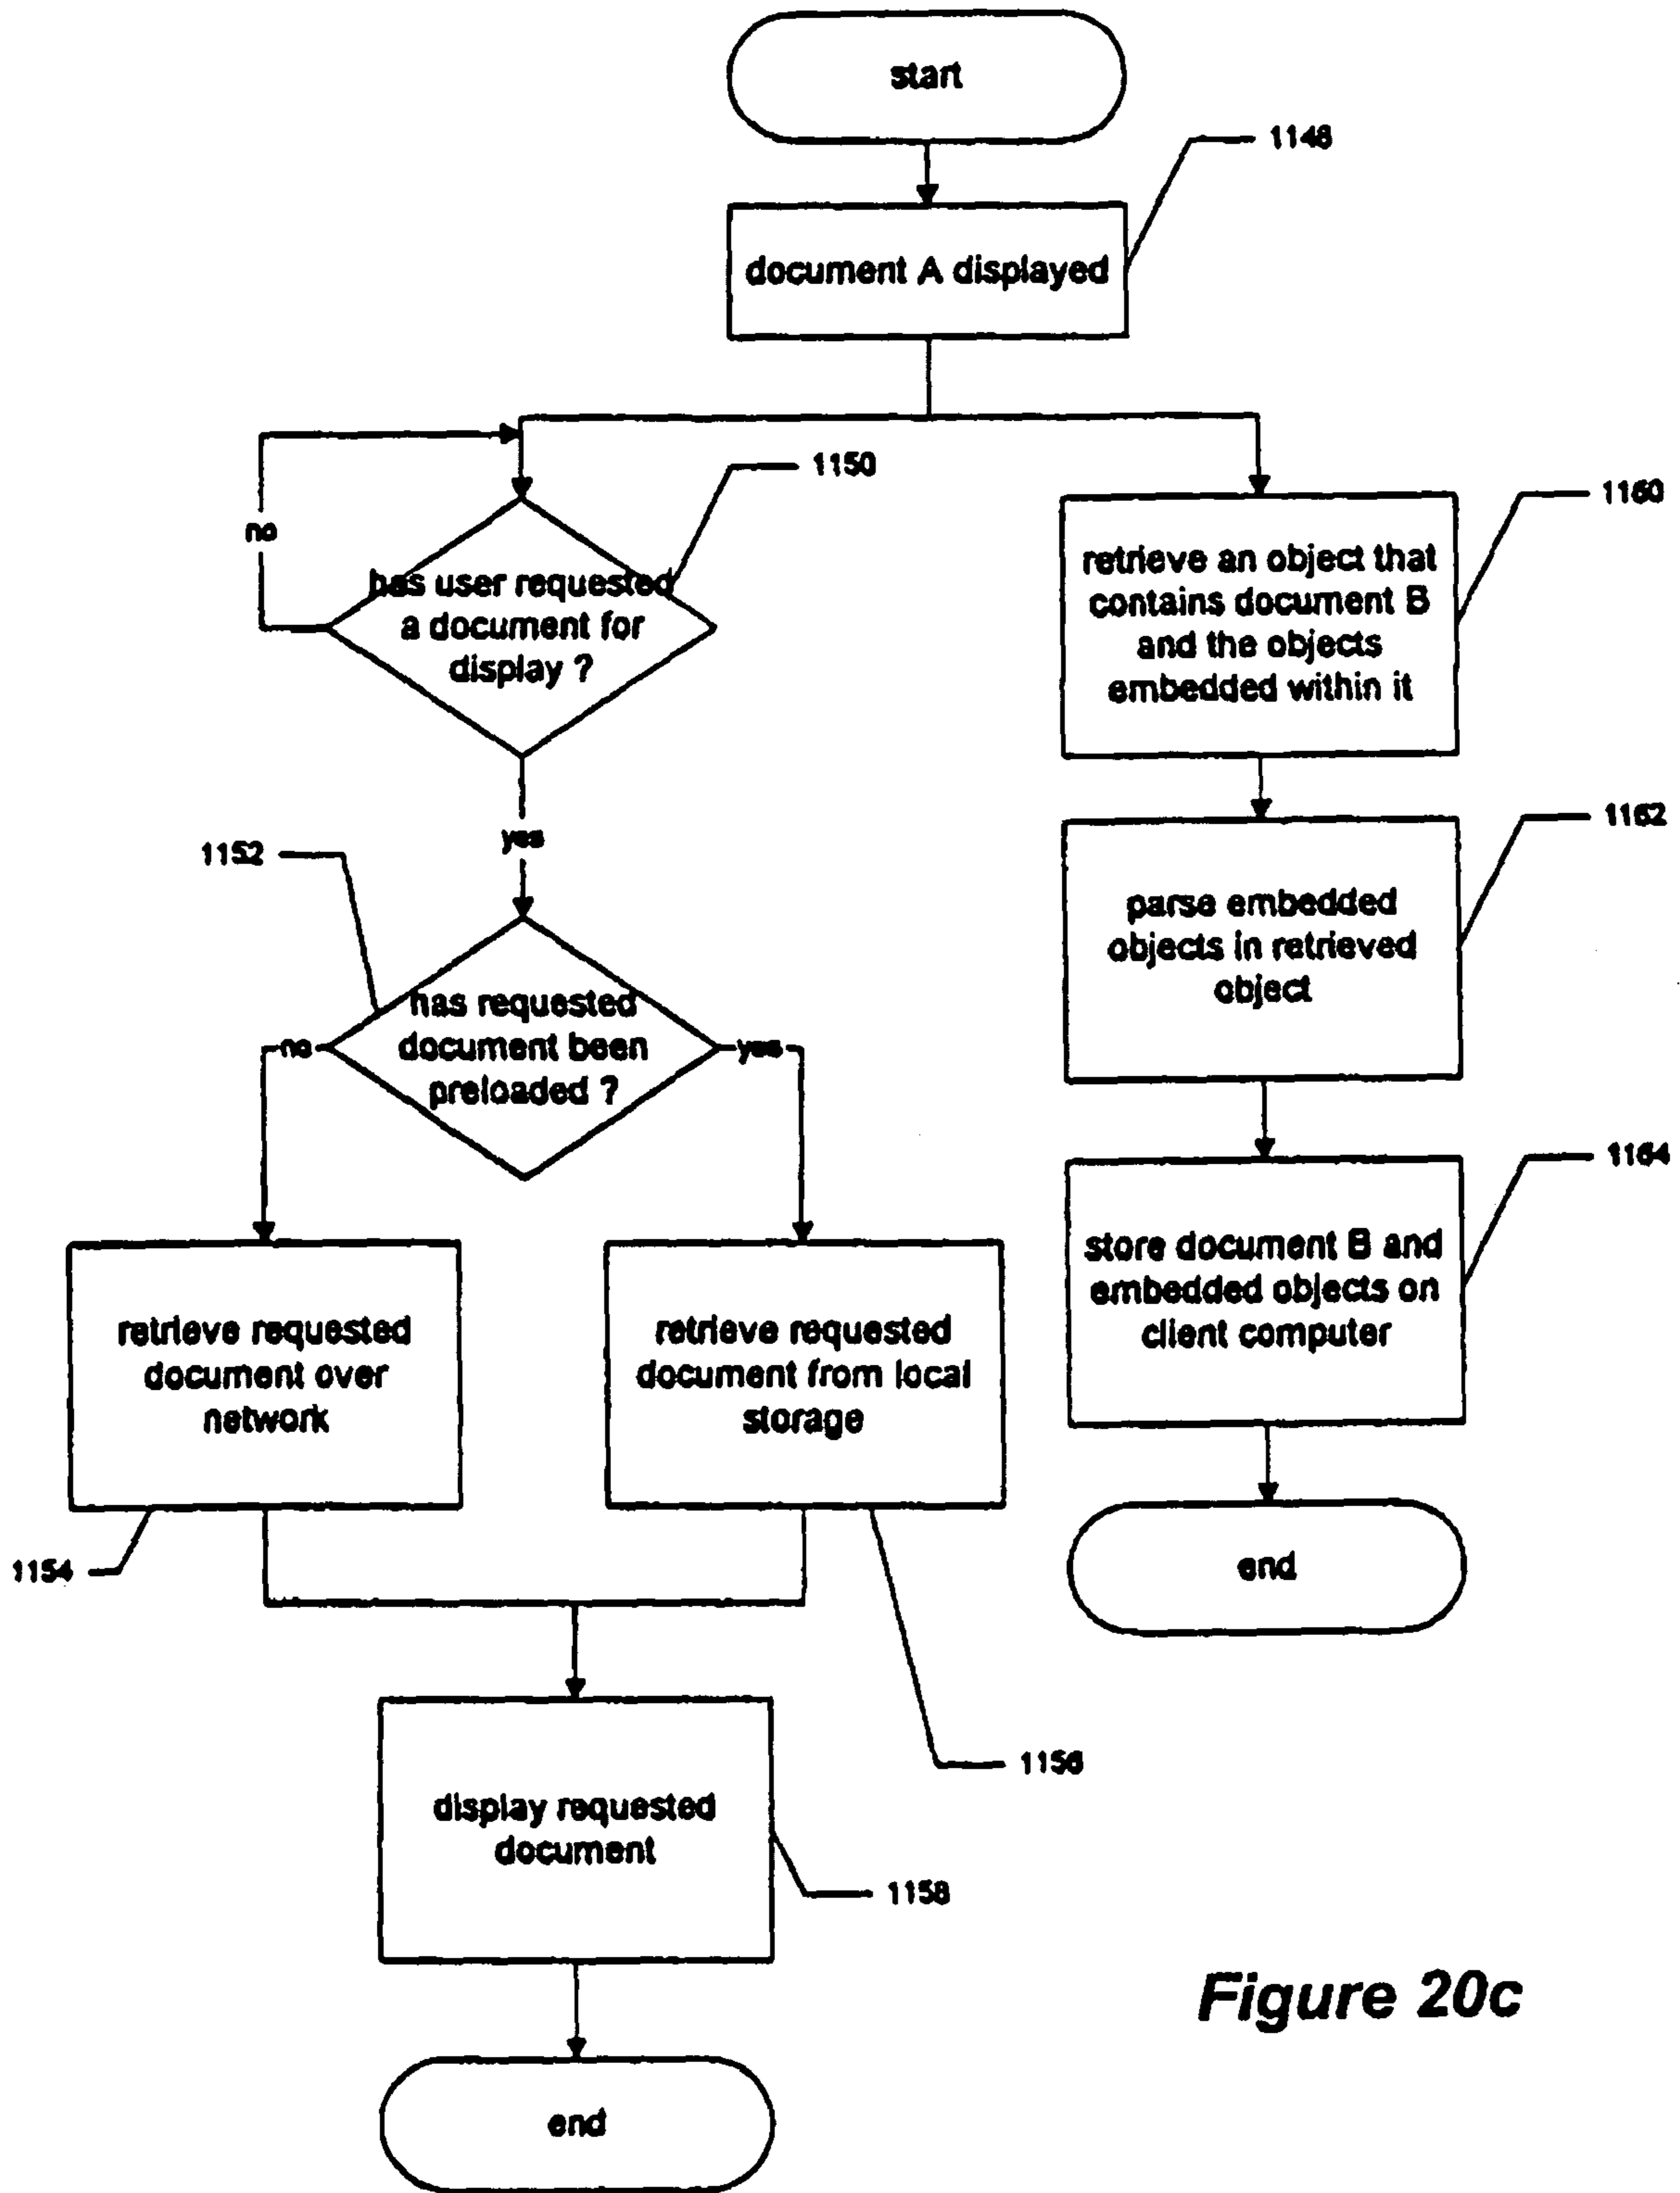 start
1148
document A displayed
1150
no
has user requested
a document for
display ?
1160
retrieve an object that
contains document B
and the objects
embedded within it
yes
1152
1162
parse embedded
objects in retrieved
object
has requested
document been
preloaded ?
no
yes
1164
store document B and
embedded objects on
client computer
retrieve requested
document over
network
retrieve requested
document from local
storage
1154
end
1156
display requested
document
1158
Figure 20c
end